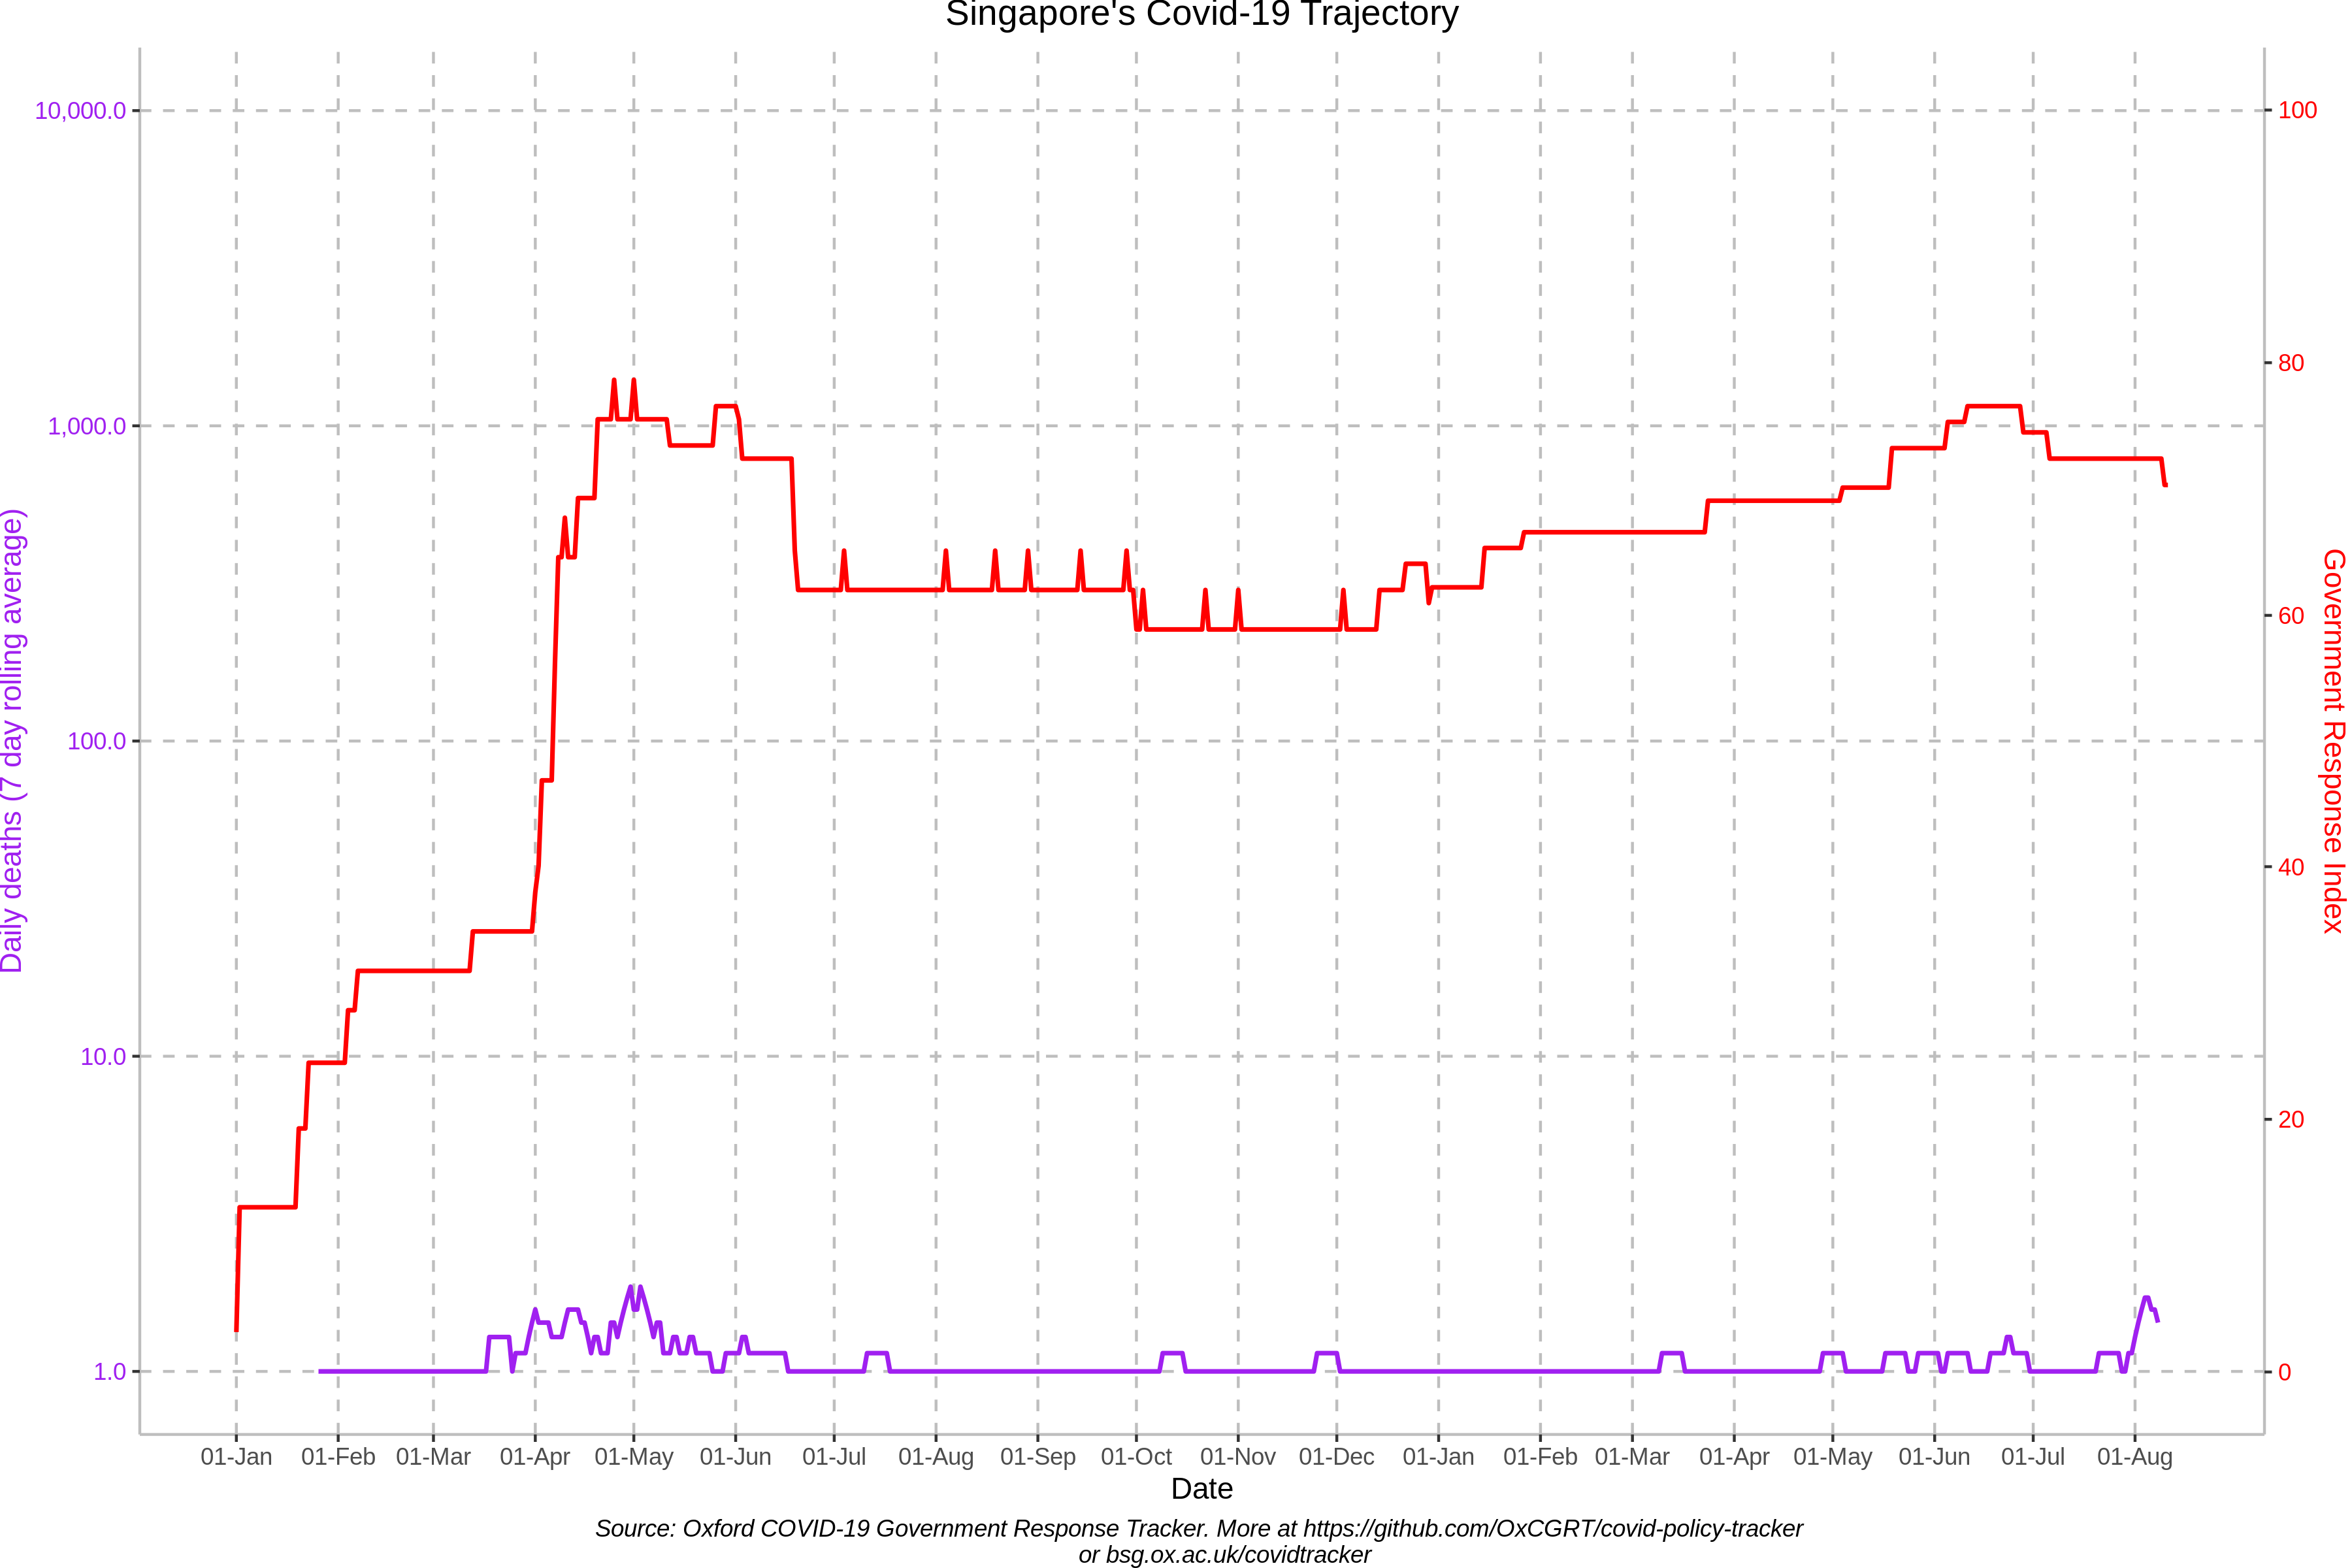 Singapore's Covid-19 Trajectory
10,000.0
1,000.0
100.0
10.0
1.0
Daily deaths (7 day rolling average)
100
80
60
40
20
0
Government Response Index
01-Jan 01-Feb 01-Mar 01-Apr 01-May 01-Jun 01-Jul 01-Aug 01-Sep 01-Oct 01-Nov 01-Dec 01-Jan 01-Feb 01-Mar 01-Apr 01-May 01-Jun 01-Jul 01-Aug
Date
Source: Oxford COVID-19 Government Response Tracker. More at https://github.com/OxCGRT/covid-policy-tracker
or bsg.ox.ac.uk/covidtracker